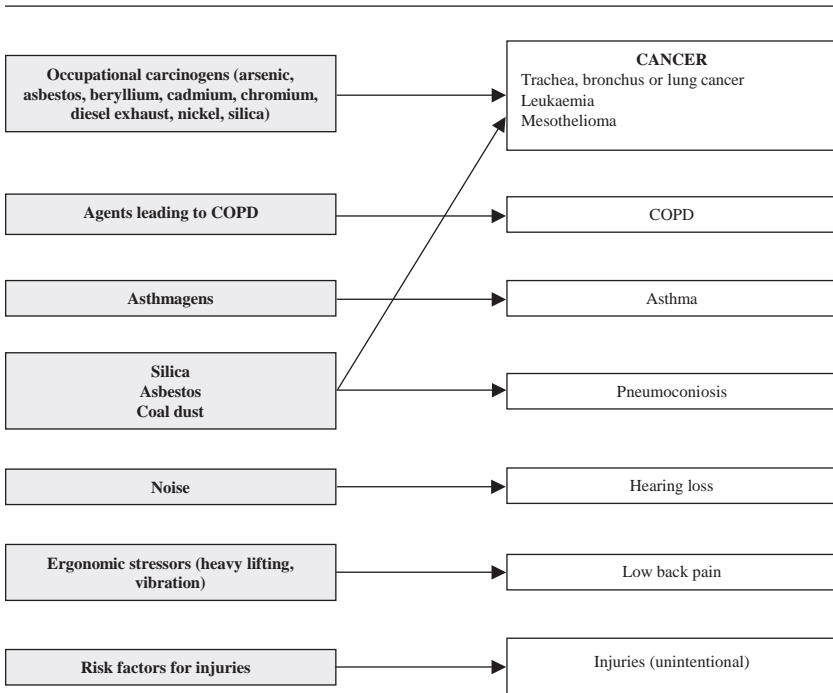 Occupational carcinogens (arsenic,
asbestos, beryllium, cadmium, chromium,
diesel exhaust, nickel, silica)
CANCER
Trachea, bronchus or lung cancer
Leukaemia
Mesothelioma
Agents leading to COPD
COPD
Asthmagens
Asthma
Silica
Asbestos
Coal dust
Pneumoconiosis
Noise
Hearing loss
Ergonomic stressors (heavy lifting,
vibration)
Low back pain
Risk factors for injuries
Injuries (unintentional)